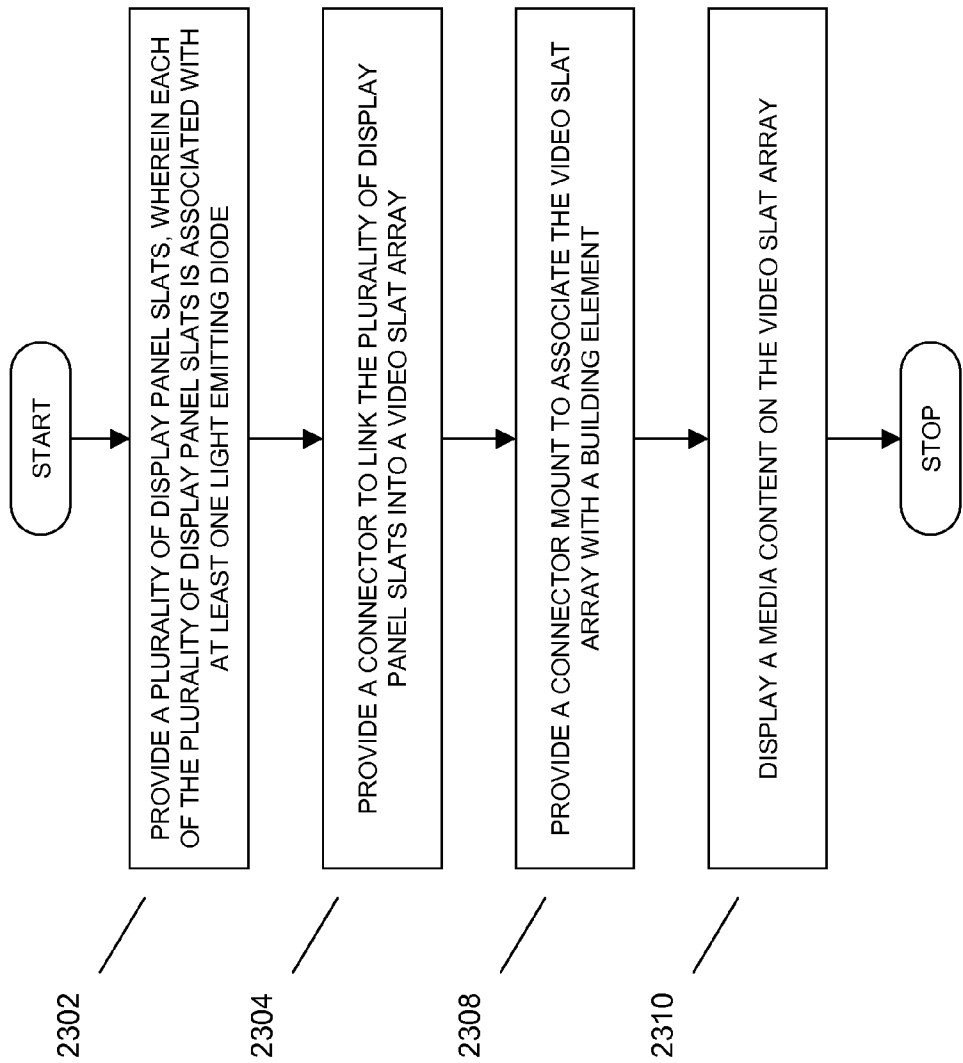 START
2302
PROVIDE A PLURALITY OF DISPLAY PANEL SLATS, WHEREIN EACH
OF THE PLURALITY OF DISPLAY PANEL SLATS IS ASSOCIATED WITH
AT LEAST ONE LIGHT EMITTING DIODE
2304
PROVIDE A CONNECTOR TO LINK THE PLURALITY OF DISPLAY
PANEL SLATS INTO A VIDEO SLAT ARRAY
2308
PROVIDE A CONNECTOR MOUNT TO ASSOCIATE THE VIDEO SLAT
ARRAY WITH A BUILDING ELEMENT
2310
DISPLAY A MEDIA CONTENT ON THE VIDEO SLAT ARRAY
STOP